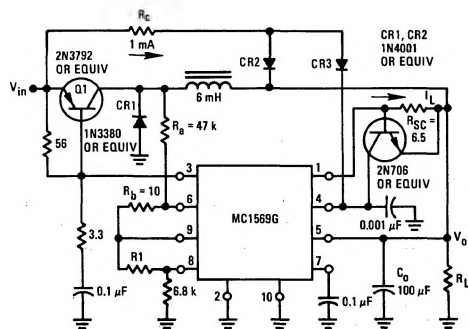 Rc
1 mA
CR1, CR2
1N4001
OR EQUIV
2N3792
OR EQUIV
CR2
CR3
Vin
Q1
6 mH
IL
CR1
1N3380
OR EQUIV
Ra = 47 k
RSC =
6.5
56
2N706
OR EQUIV
3
1
Rb = 10
6
4
MC1569G
0.001 µF
3.3
9
5
Vo
R1
8
7
Co
100 µF
RL
0.1 µF
6.8 k
2
10
0.1 µF